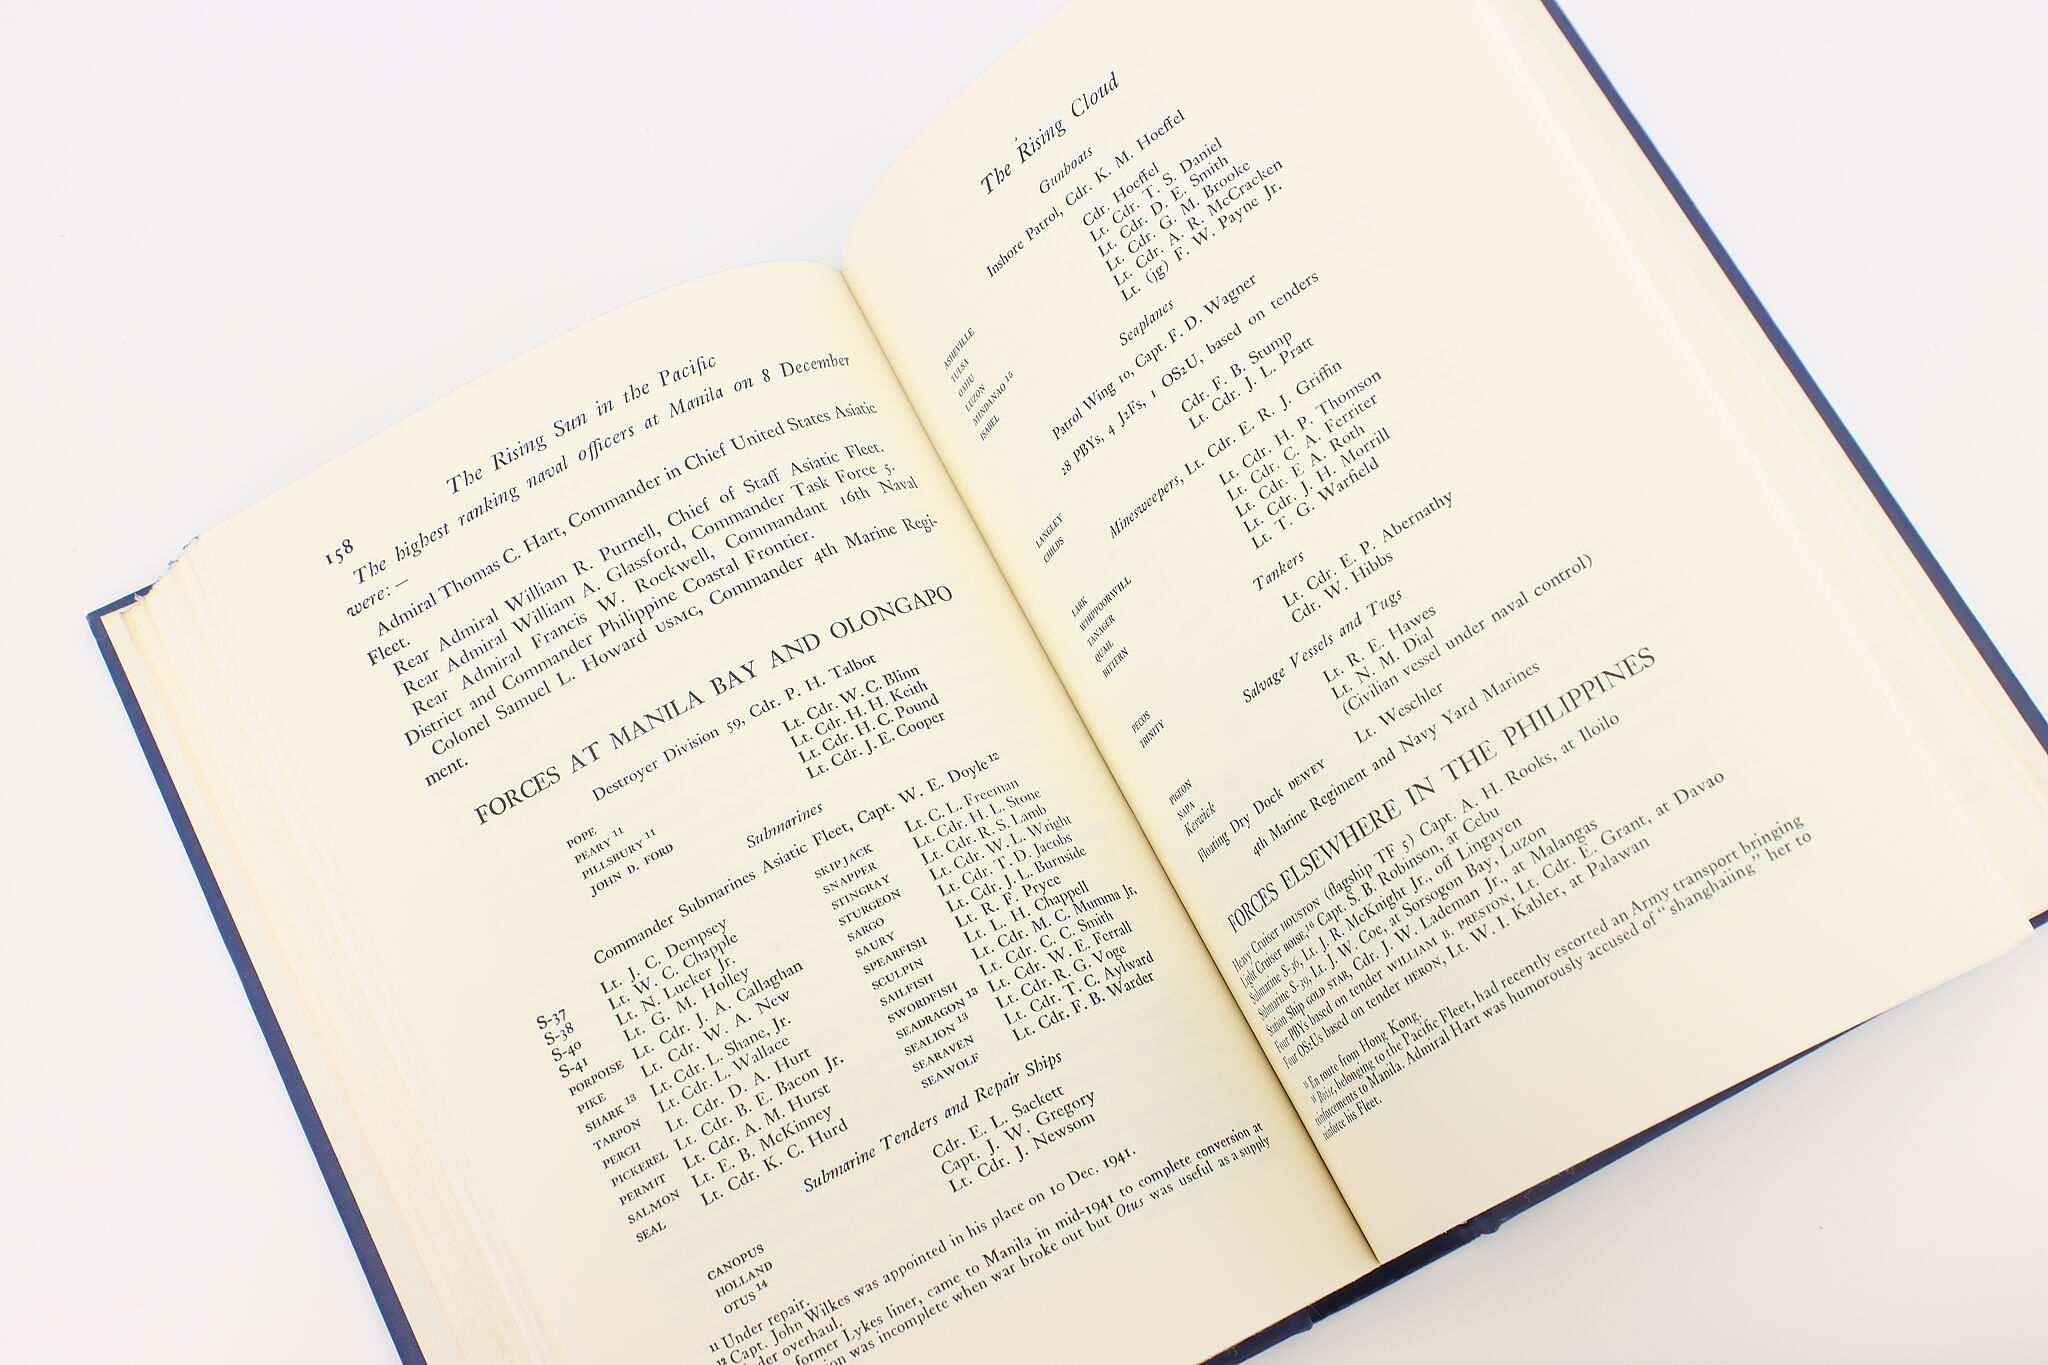 158
The Rising Sun in the Pacific
The highest ranking naval officers at Manila on 8 December
were: —
Admiral Thomas C. Hart, Commander in Chief United States Asiatic
Fleet.
Rear Admiral William R. Purnell, Chief of Staff Asiatic Fleet.
Rear Admiral William A. Glassford, Commander Task Force 5.
Rear Admiral Francis W. Rockwell, Commandant 16th Naval
District and Commander Philippine Coastal Frontier.
Colonel Samuel L. Howard USMC, Commander 4th Marine Regi-
ment.
FORCES AT MANILA BAY AND OLONGAPO
Destroyer Division 59, Cdr. P. H. Talbot
POPE Lt. Cdr. W. C. Blinn
PEARY 11 Lt. Cdr. H. H. Keith
PILLSBURY 11 Lt. Cdr. H. C. Pound
JOHN D. FORD Lt. Cdr. J. E. Cooper
Submarines
Commander Submarines Asiatic Fleet, Capt. W. E. Doyle 12
S-37 Lt. J. C. Dempsey
S-38 Lt. W. C. Chapple
S-40 Lt. N. Lucker Jr.
S-41 Lt. G. M. Holley
PORPOISE Lt. Cdr. J. A. Callaghan
PIKE Lt. Cdr. W. A. New
SHARK 13 Lt. Cdr. L. Shane, Jr.
TARPON Lt. Cdr. L. Wallace
PERCH Lt. Cdr. D. A. Hurt
PICKEREL Lt. Cdr. B. E. Bacon Jr.
PERMIT Lt. Cdr. A. M. Hurst
SALMON Lt. E. B. McKinney
SEAL Lt. Cdr. K. C. Hurd
SKIPJACK Lt. C. L. Freeman
SNAPPER Lt. Cdr. H. L. Stone
STINGRAY Lt. Cdr. R. S. Lamb
STURGEON Lt. Cdr. W. L. Wright
SARGO Lt. Cdr. T. D. Jacobs
SAURY Lt. Cdr. J. L. Burnside
SPEARFISH Lt. R. F. Pryce
SCULPIN Lt. L. H. Chappell
SAILFISH Lt. Cdr. M. C. Mumma Jr.
SWORDFISH Lt. Cdr. C. C. Smith
SEADRAGON 13 Lt. Cdr. W. E. Ferrall
SEALION 13 Lt. Cdr. R. G. Voge
SEARAVEN Lt. Cdr. T. C. Aylward
SEAWOLF Lt. Cdr. F. B. Warder
Submarine Tenders and Repair Ships
CANOPUS Cdr. E. L. Sackett
HOLLAND Capt. J. W. Gregory
OTUS 14 Lt. Cdr. J. Newsom
11 Under repair.
12 Capt. John Wilkes was appointed in his place on 10 Dec. 1941.
overhaul.
former Lykes liner, came to Manila in mid-1941 to complete conversion at
was incomplete when war broke out but Otus was useful as a supply
The Rising Cloud
Gunboats
Inshore Patrol, Cdr. K. M. Hoeffel
ASHEVILLE Cdr. Hoeffel
TULSA Lt. Cdr. T. S. Daniel
OAHU Lt. Cdr. D. E. Smith
LUZON Lt. Cdr. G. M. Brooke
MINDANAO 15 Lt. Cdr. A. R. McCracken
ISABEL Lt. (jg) F. W. Payne Jr.
Seaplanes
Patrol Wing 10, Capt. F. D. Wagner
28 PBYs, 4 J2Fs, 1 OS2U, based on tenders
LANGLEY Cdr. F. B. Stump
CHILDS Lt. Cdr. J. L. Pratt
Minesweepers, Lt. Cdr. E. R. J. Griffin
LARK Lt. Cdr. H. P. Thomson
WHIPPOORWILL Lt. Cdr. C. A. Ferriter
TANAGER Lt. Cdr. E A. Roth
QUAIL Lt. Cdr. J. H. Morrill
BITTERN Lt. T. G. Warfield
Tankers
PECOS Lt. Cdr. E. P. Abernathy
TRINITY Cdr. W. Hibbs
Salvage Vessels and Tugs
PIGEON Lt. R. E. Hawes
NAPA Lt. N. M. Dial
Keswick (Civilian vessel under naval control)
Floating Dry Dock DEWEY Lt. Weschler
4th Marine Regiment and Navy Yard Marines
FORCES ELSEWHERE IN THE PHILIPPINES
Heavy Cruiser HOUSTON (flagship TF 5) Capt. A. H. Rooks, at Iloilo
Light Cruiser BOISE,16 Capt. S. B. Robinson, at Cebu
Submarine S-36, Lt. J. R. McKnight Jr., off Lingayen
Submarine S-39, Lt. J. W. Coe, at Sorsogon Bay, Luzon
Station Ship GOLD STAR, Cdr. J. W. Lademan Jr., at Malangas
Four PBYs based on tender WILLIAM B. PRESTON, Lt. Cdr. E. Grant, at Davao
Four OS2Us based on tender HERON, Lt. W. I. Kabler, at Palawan
15 En route from Hong Kong.
16 Boise, belonging to the Pacific Fleet, had recently escorted an Army transport bringing
reinforcements to Manila. Admiral Hart was humorously accused of "shanghaiing" her to
reinforce his Fleet.